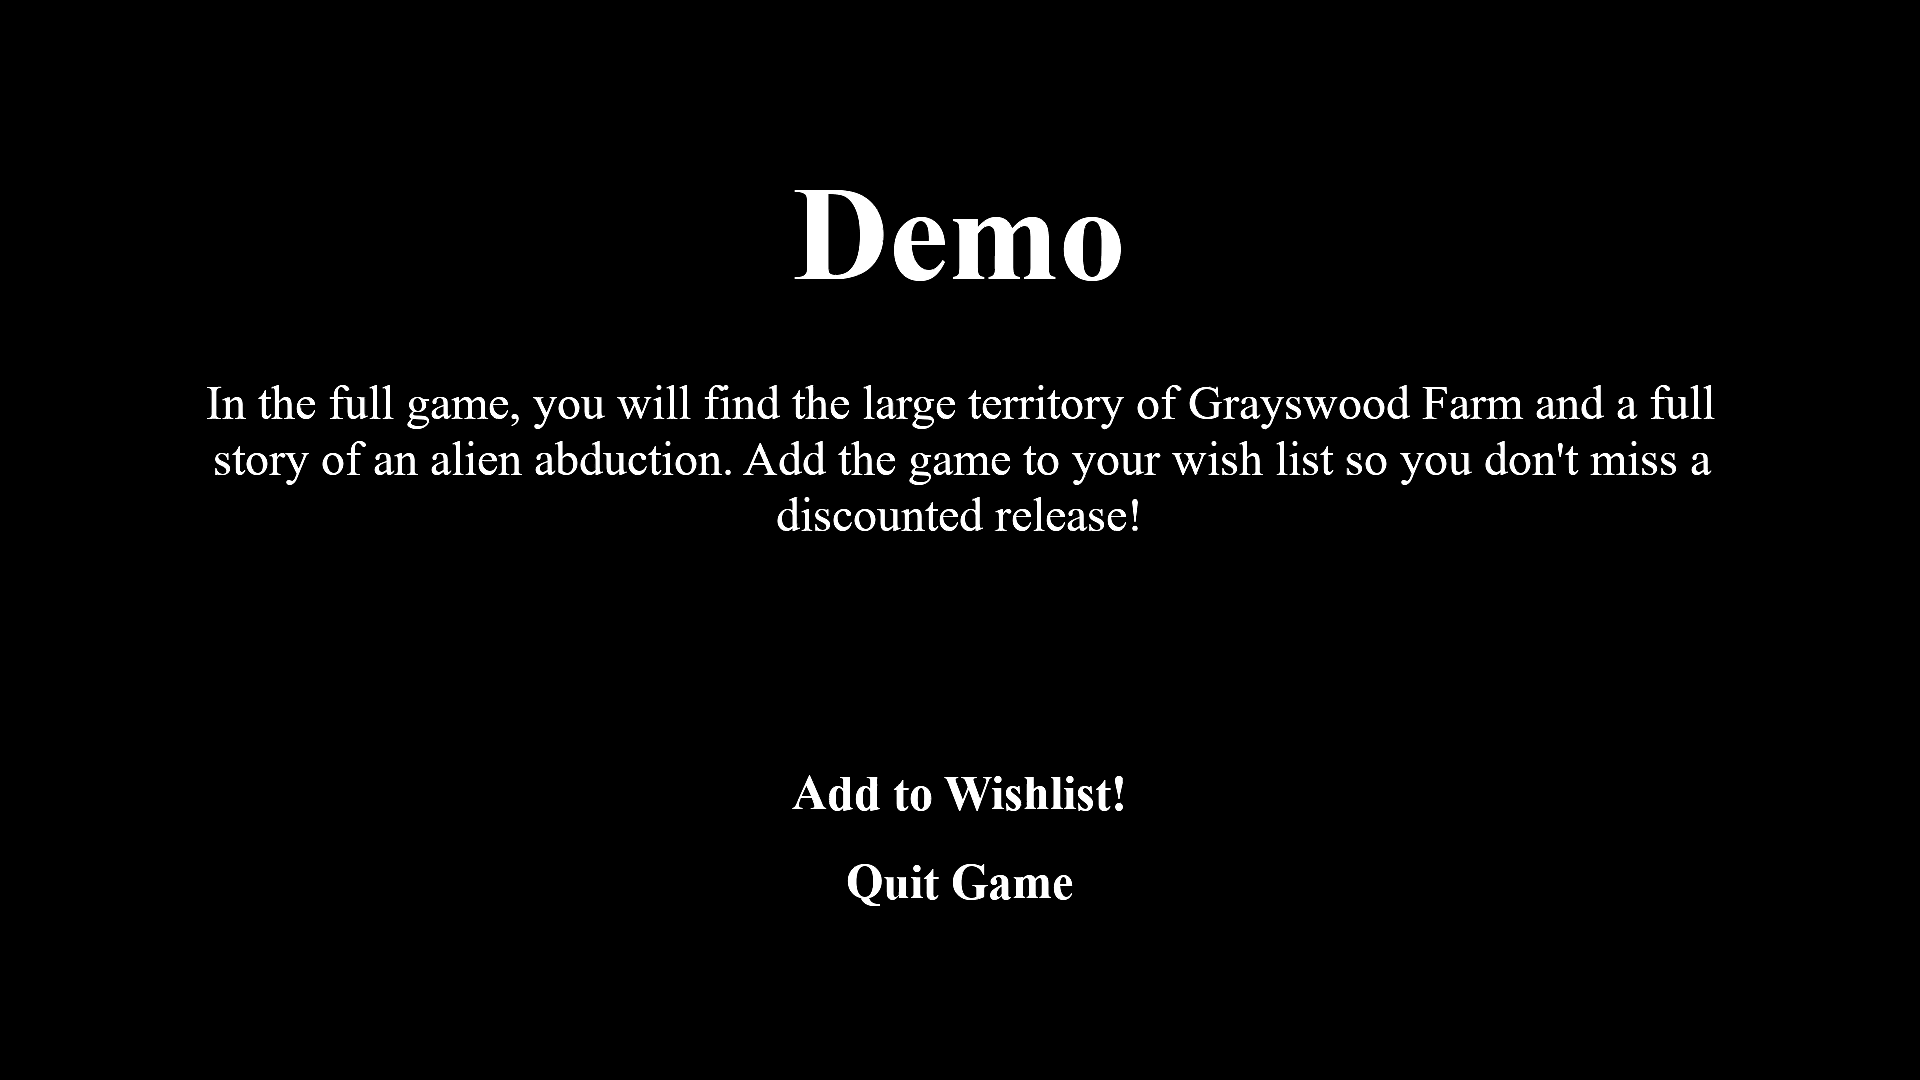 Demo
In the full game, you will find the large territory of Grayswood Farm and a full
story of an alien abduction. Add the game to your wish list so you don't miss a
discounted release!
Add to Wishlist!
Quit Game